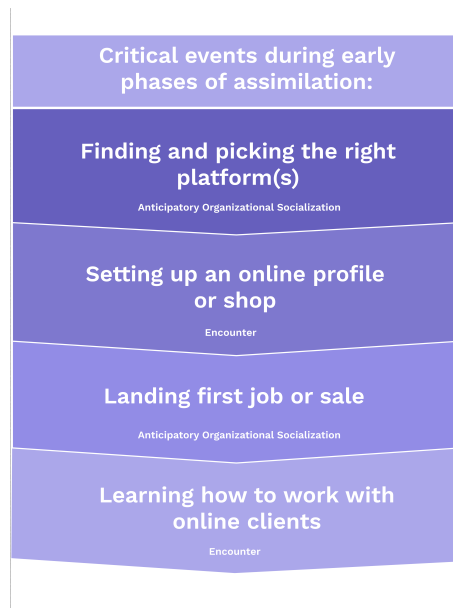 Critical events during early
phases of assimilation:
Finding and picking the right
platform(s)
Anticipatory Organizational Socialization
Setting up an online profile
or shop
Encounter
Landing first job or sale
Anticipatory Organizational Socialization
Learning how to work with
online clients
Encounter